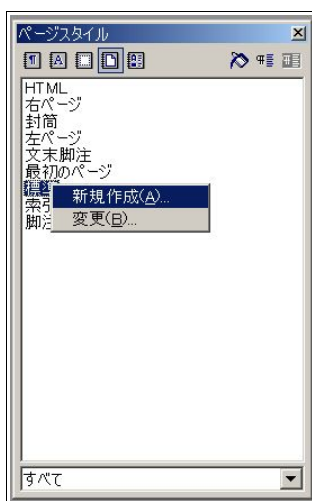 ページスタイル
HTML
右ページ
封筒
左ページ
文末脚注
最初のページ
標準
新規作成(A)...
索引
変更(B)...
脚注
すべて